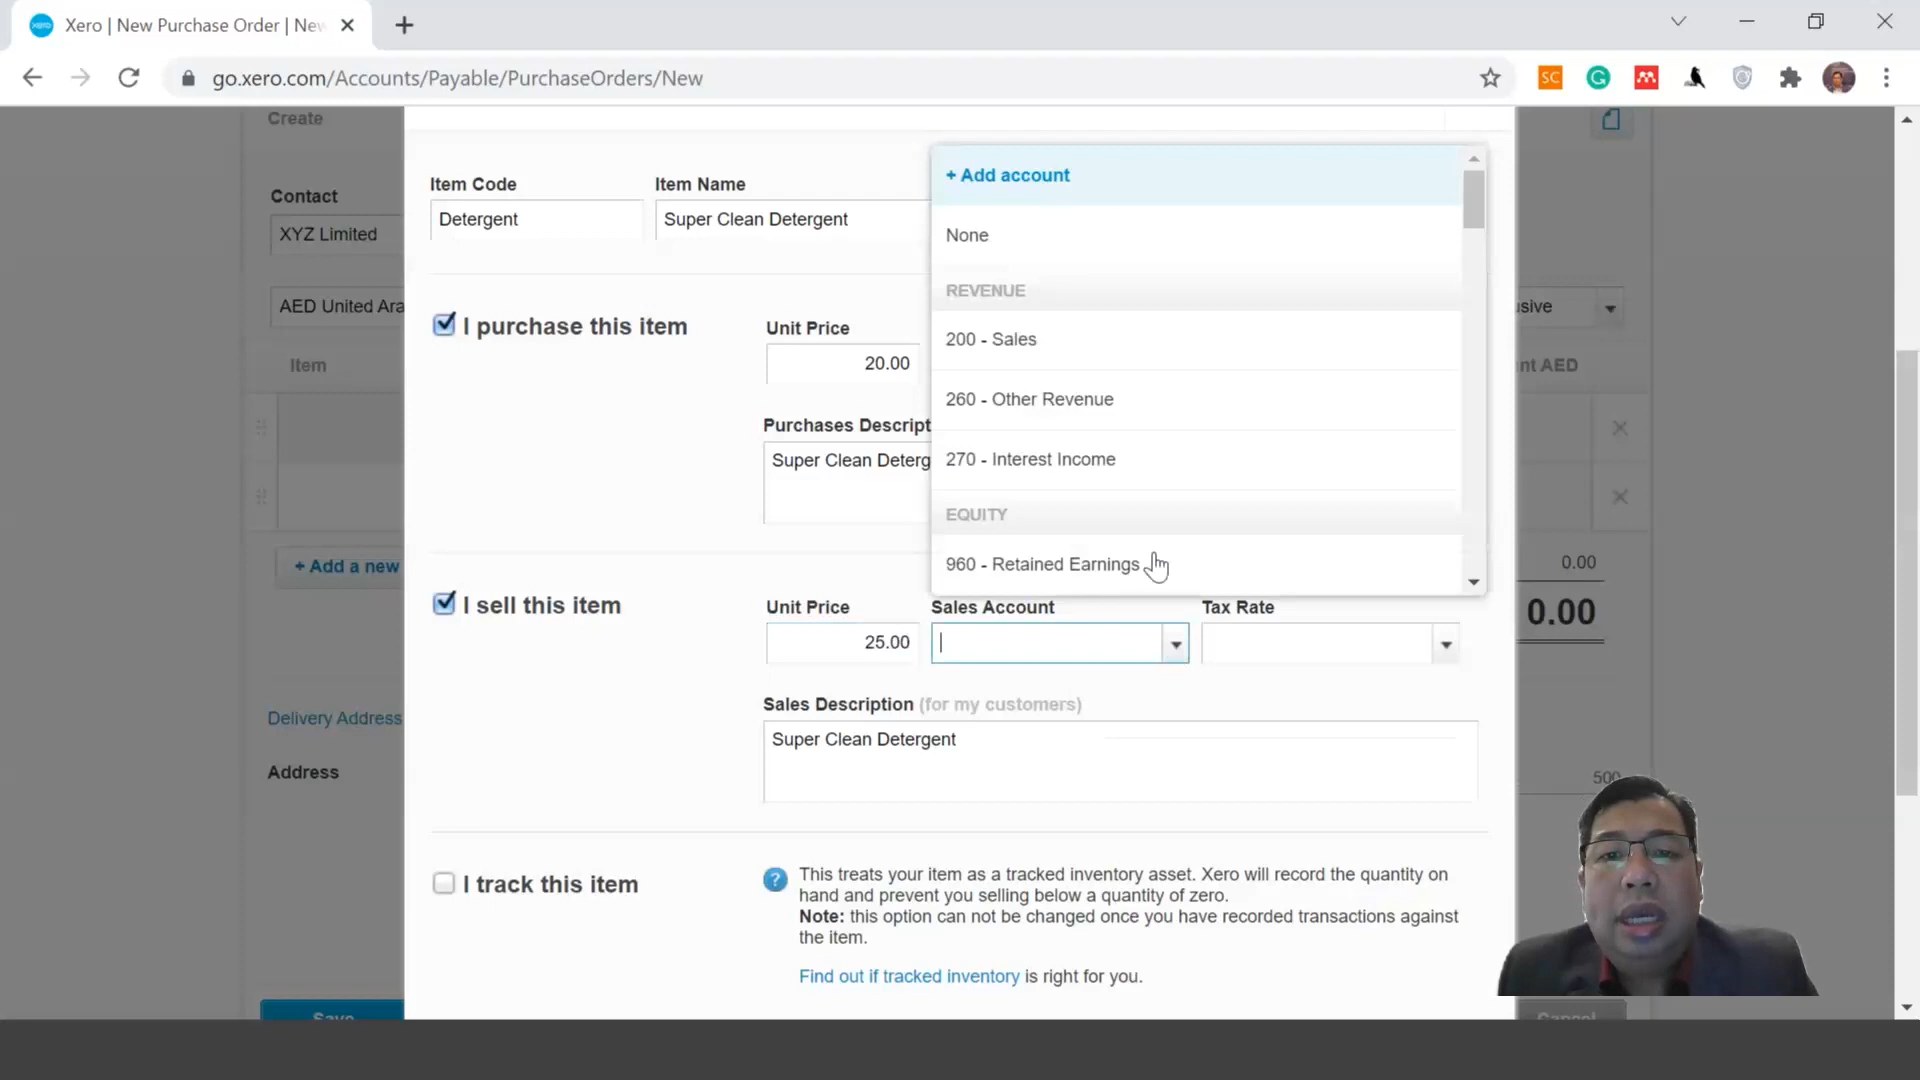 Xero | New Purchase Order | New
go.xero.com/Accounts/Payable/PurchaseOrders/New
SC
Create
Contact
XYZ Limited
AED United Ara
Item
+ Add a new
Delivery Address
Address
Save
Item Code
Item Name
Detergent
Super Clean Detergent
I purchase this item
Unit Price
20.00
Purchases Descript
Super Clean Deterg
+ Add account
None
REVENUE
200 - Sales
260 - Other Revenue
270 - Interest Income
EQUITY
960 - Retained Earnings
I sell this item
Unit Price
Sales Account
Tax Rate
25.00
Sales Description (for my customers)
Super Clean Detergent
I track this item
This treats your item as a tracked inventory asset. Xero will record the quantity on
hand and prevent you selling below a quantity of zero.
Note: this option can not be changed once you have recorded transactions against
the item.
Find out if tracked inventory is right for you.
usive
nt AED
0.00
0.00
500
Cancel